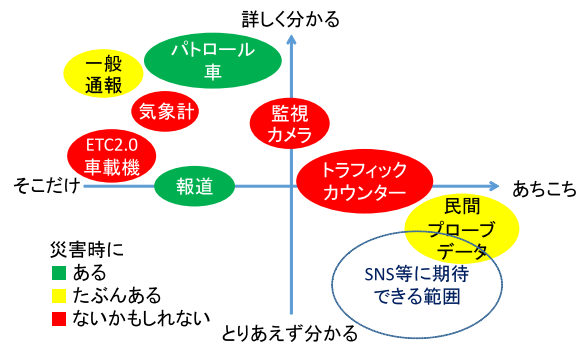 詳しく分かる
パトロール
車
一般
通報
気象計
監視
カメラ
ETC2.0
車載機
トラフィック
カウンター
そこだけ
報道
あちこち
民間
プローブ
データ
災害時に
ある
たぶんある
ないかもしれない
SNS等に期待
できる範囲
とりあえず分かる